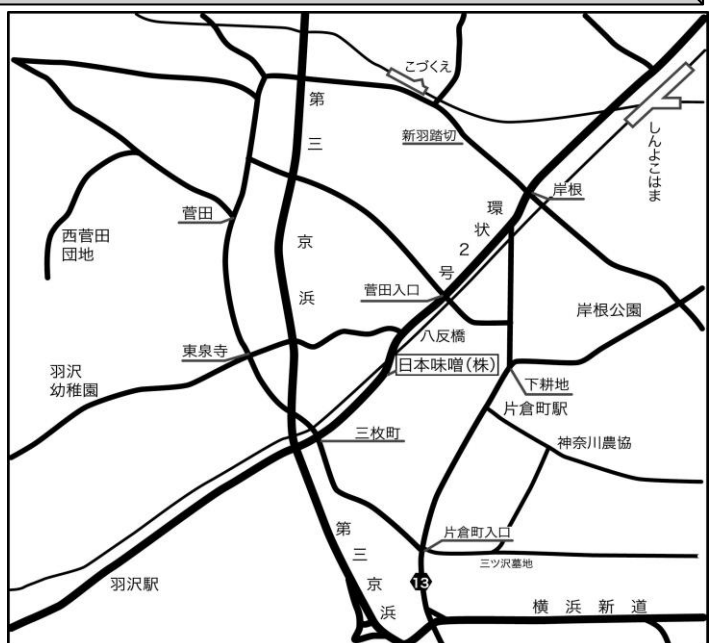 こづくえ
第三京浜
新羽踏切
しんよこはま
岸根
環状2号
菅田
西菅田
団地
菅田入口
岸根公園
八反橋
東泉寺
日本味噌(株)
羽沢
幼稚園
下耕地
片倉町駅
三枚町
神奈川農協
片倉町入口
第三京浜
三ツ沢墓地
羽沢駅
13
横浜新道